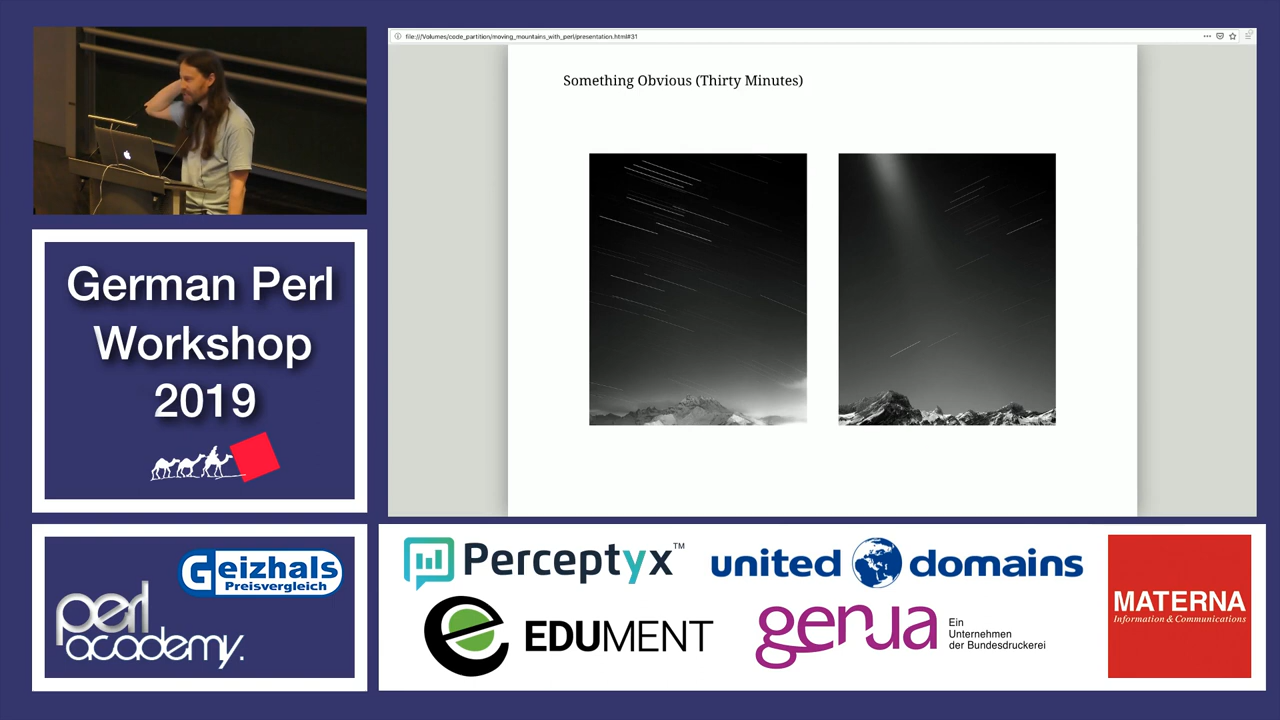 file:///Volumes/code_partition/moving_mountains_with_perl/presentation.html#31
Something Obvious (Thirty Minutes)
German Perl
Workshop
2019
Geizhals
Preisvergleich
perl
academy.
Perceptyx™
united domains
EDUMENT
genua
Ein
Unternehmen
der Bundesdruckerei
MATERNA
Information & Communications